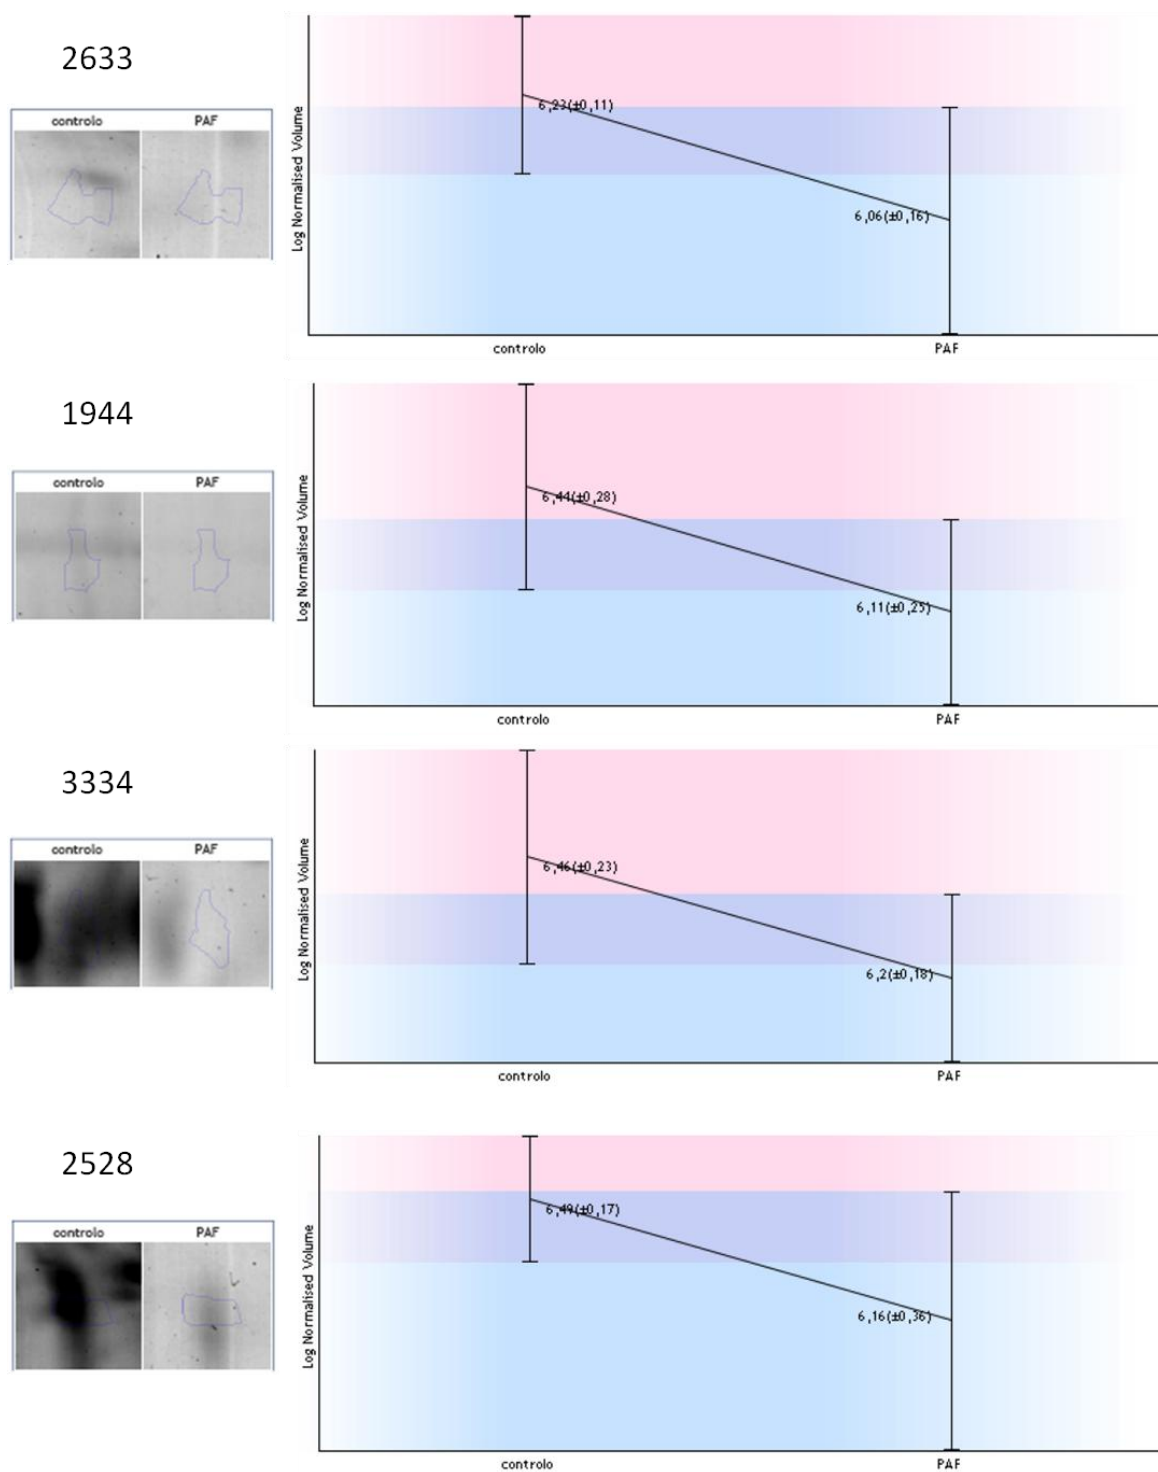 2633
controlo PAF
Log Normalised Volume
6,23(±0,11)
6,06(±0,16)
controlo PAF
1944
controlo PAF
Log Normalised Volume
6,44(±0,28)
6,11(±0,25)
controlo PAF
3334
controlo PAF
Log Normalised Volume
6,46(±0,23)
6,2(±0,18)
controlo PAF
2528
controlo PAF
Log Normalised Volume
6,49(±0,17)
6,16(±0,36)
controlo PAF